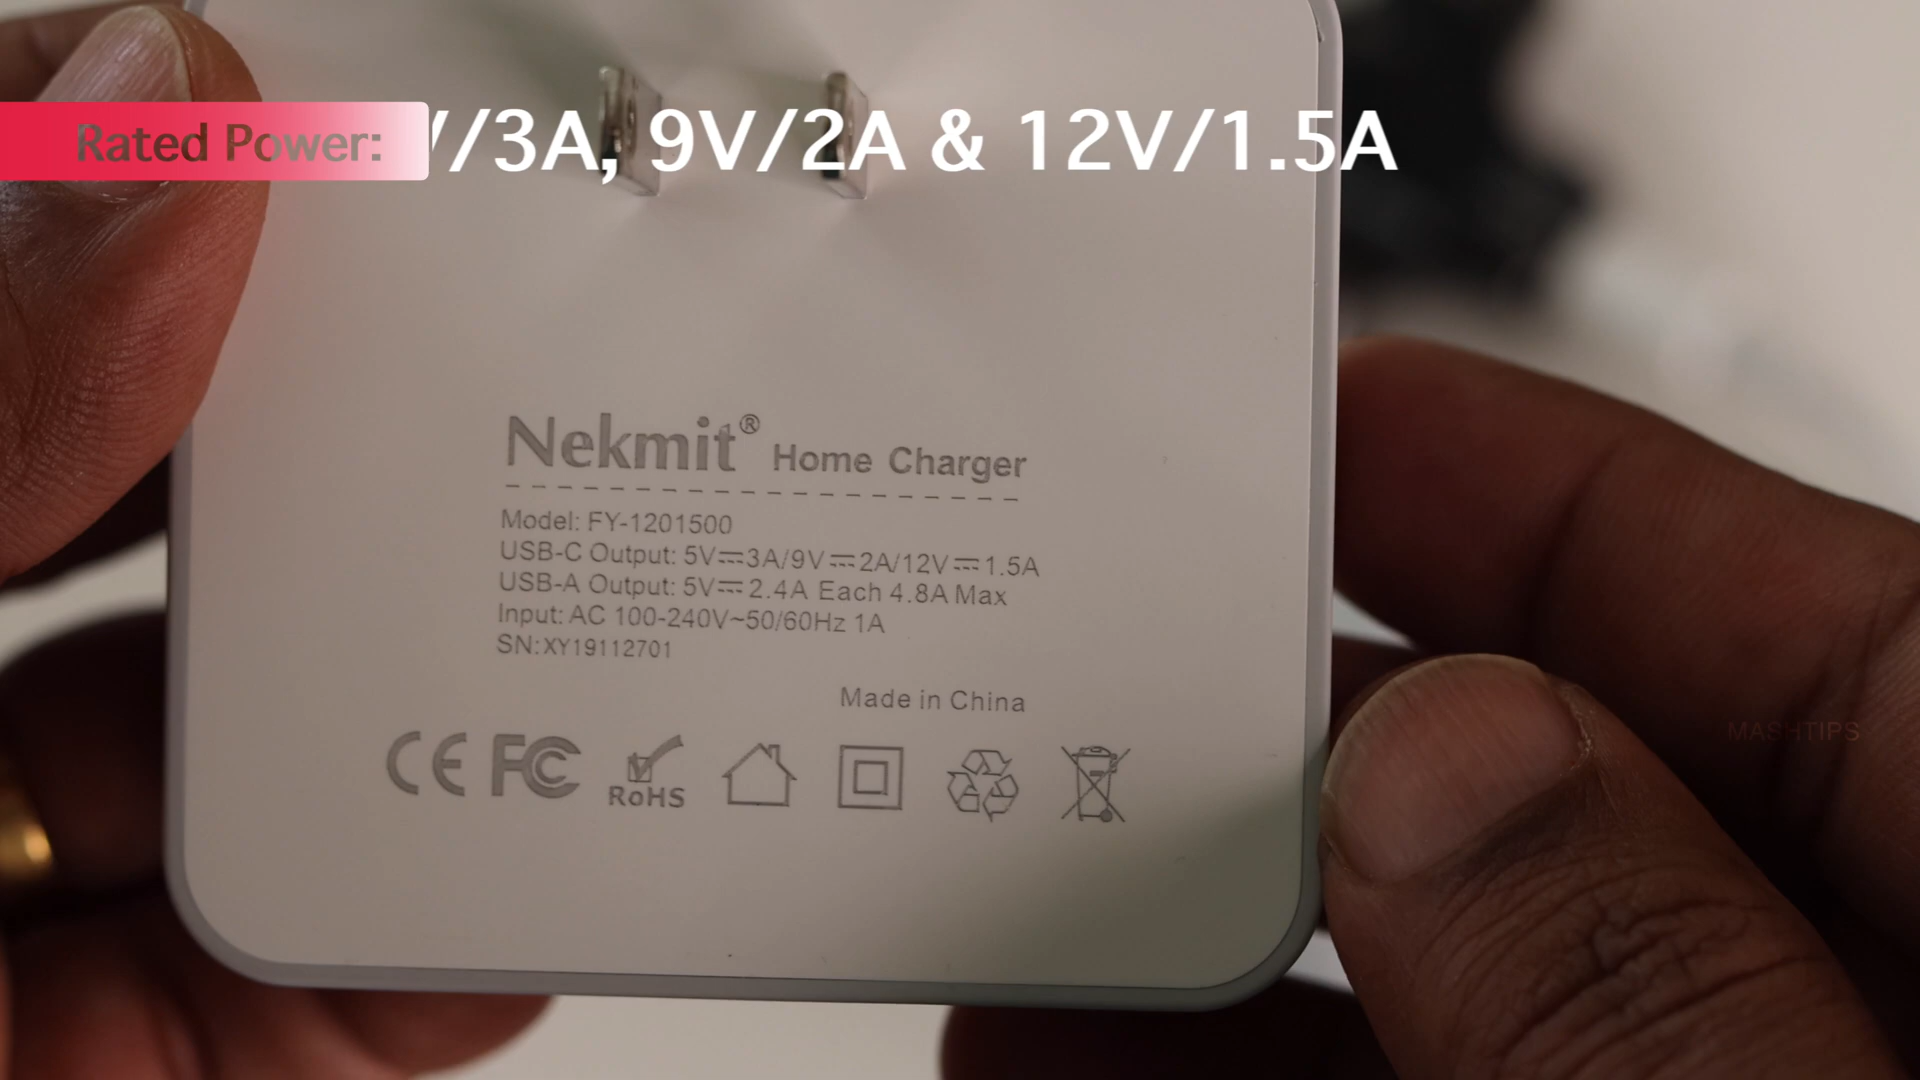 Rated Power: /3A, 9V/2A & 12V/1.5A
Nekmit® Home Charger
Model: FY-1201500
USB-C Output: 5V⎓3A/9V⎓2A/12V⎓1.5A
USB-A Output: 5V⎓2.4A Each 4.8A Max
Input: AC 100-240V~50/60Hz 1A
SN:XY19112701
Made in China
CE FC RoHS
MASHTIPS